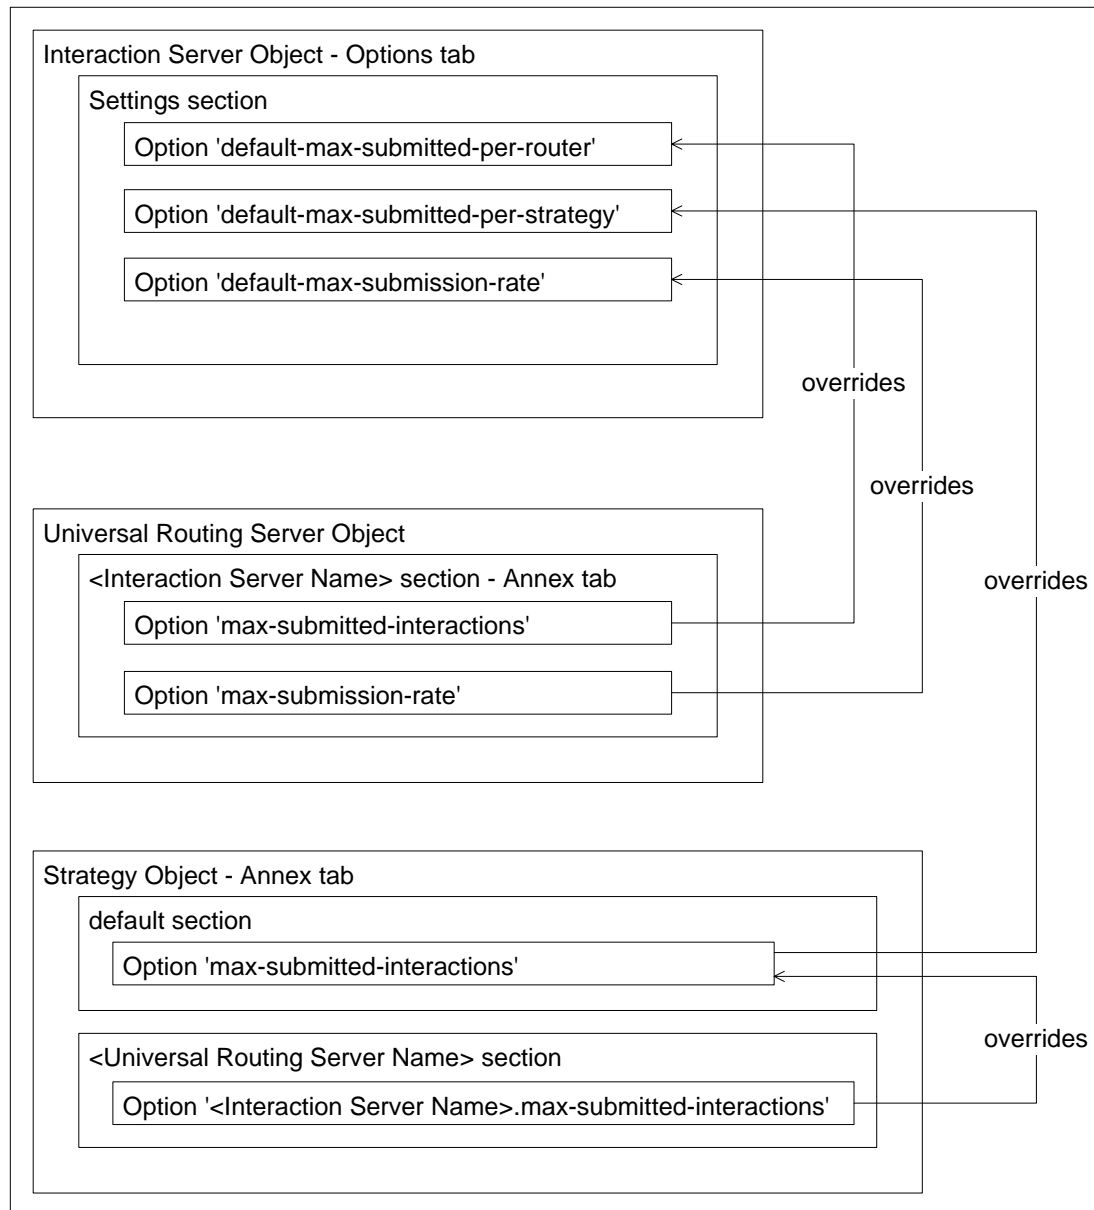 Interaction Server Object - Options tab
Settings section
Option 'default-max-submitted-per-router'
Option 'default-max-submitted-per-strategy'
Option 'default-max-submission-rate'
overrides
overrides
Universal Routing Server Object
<Interaction Server Name> section - Annex tab
overrides
Option 'max-submitted-interactions'
Option 'max-submission-rate'
Strategy Object - Annex tab
default section
Option 'max-submitted-interactions'
overrides
<Universal Routing Server Name> section
Option '<Interaction Server Name>.max-submitted-interactions'